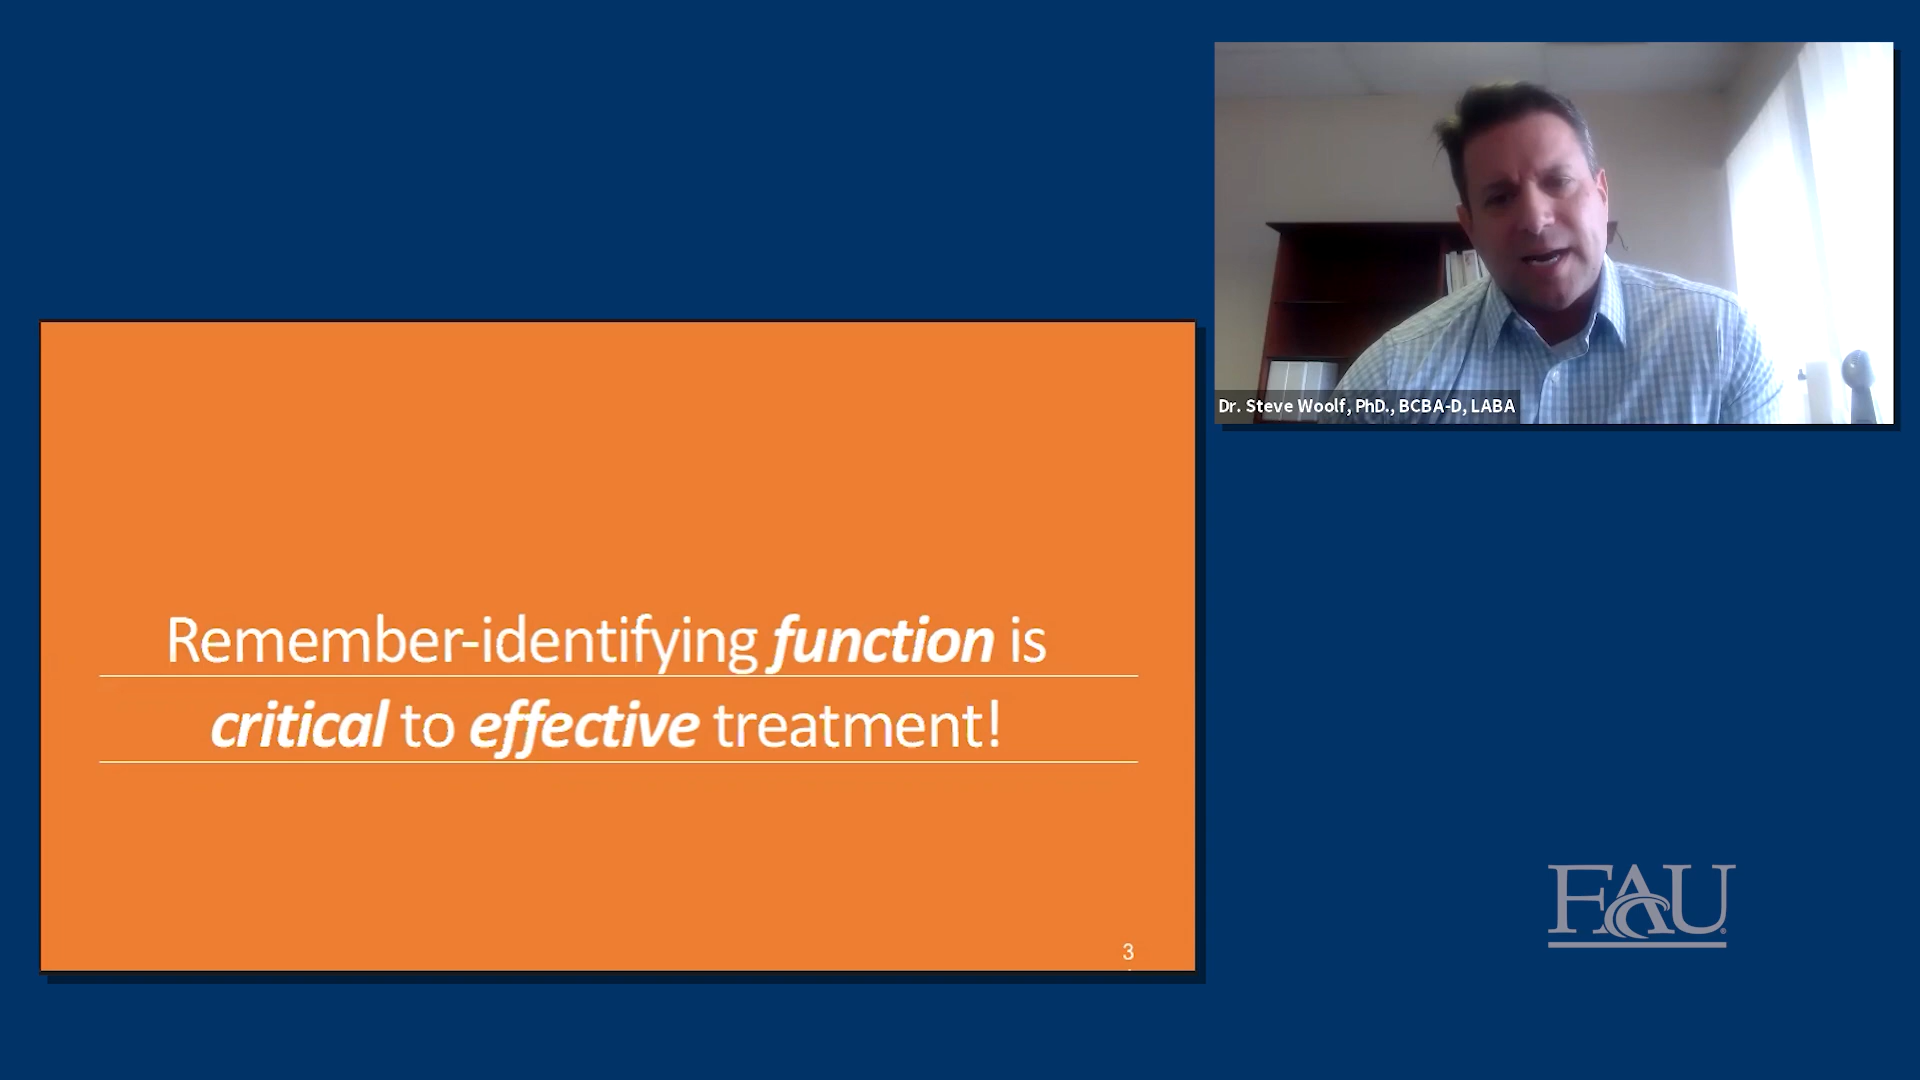 Dr. Steve Woolf, PhD., BCBA-D, LABA
Remember-identifying function is
critical to effective treatment!
3
FAU